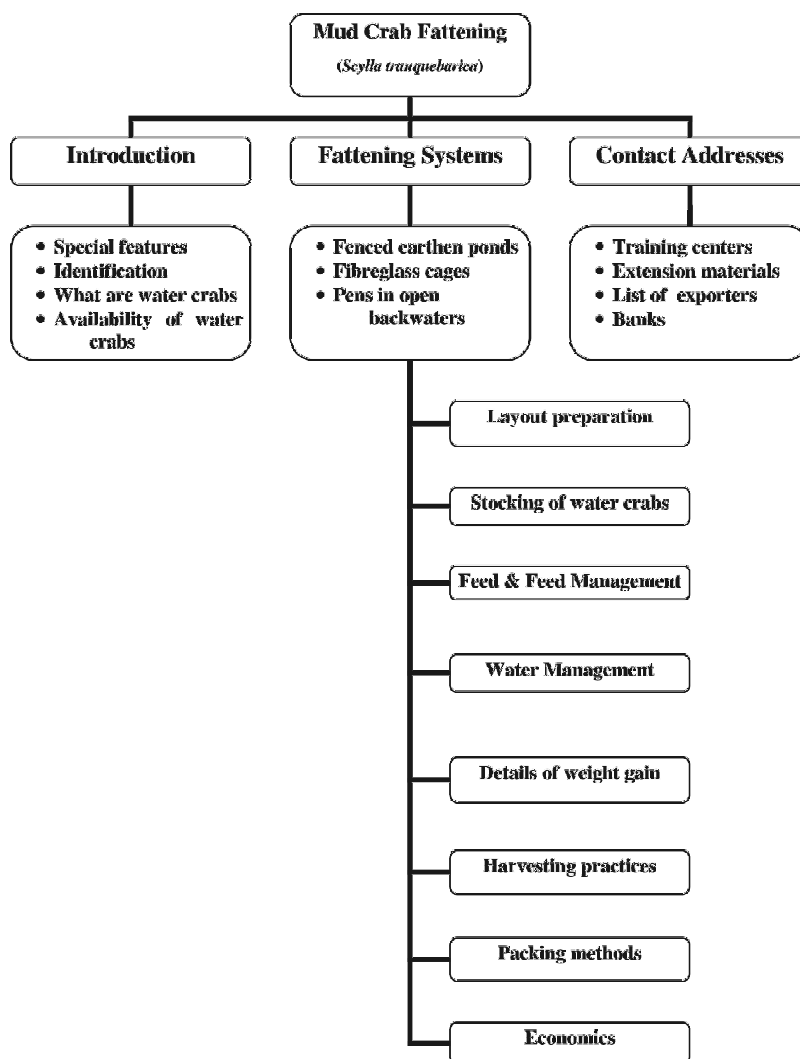 Mud Crab Fattening
(Scylla tranquebarica)
Introduction
Fattening Systems
Contact Addresses
• Special features
• Identification
• What are water crabs
• Availability of water
crabs
• Fenced earthen ponds
• Fibreglass cages
• Pens in open
backwaters
• Training centers
• Extension materials
• List of exporters
• Banks
Layout preparation
Stocking of water crabs
Feed & Feed Management
Water Management
Details of weight gain
Harvesting practices
Packing methods
Economics